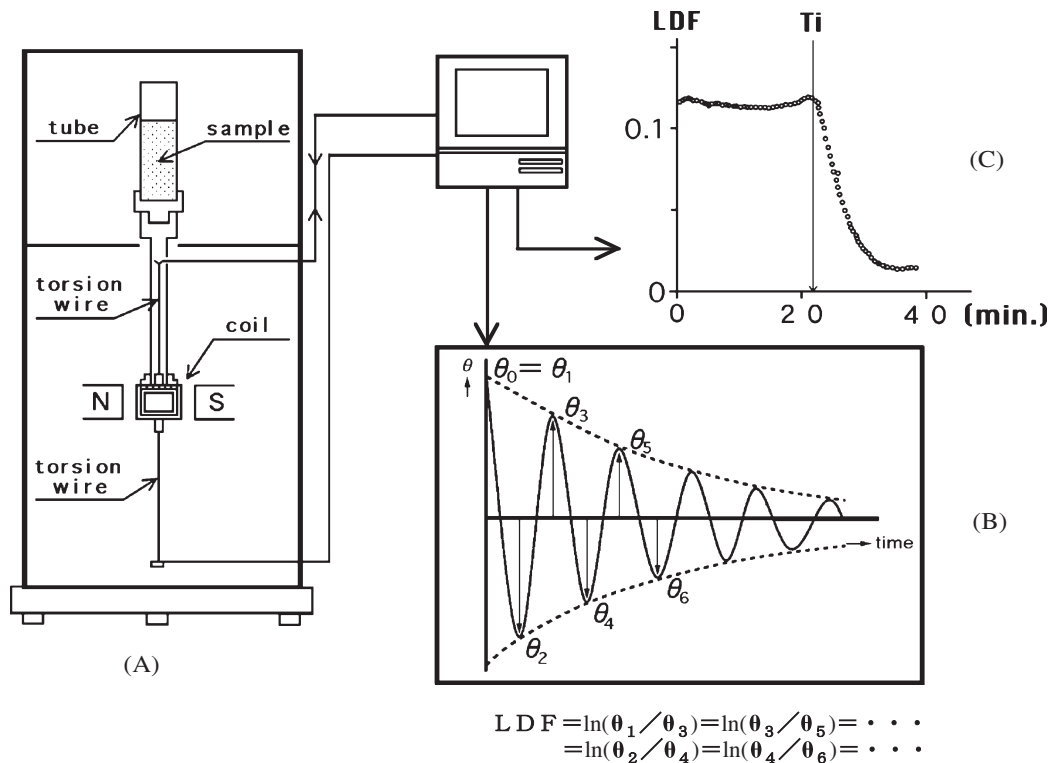 tube
sample
torsion
wire
coil
N
S
torsion
wire
(A)
LDF
Ti
0.1
0
0
20
40
(min.)
(C)
θ
θ0 = θ1
θ3
θ5
θ2
θ4
θ6
time
(B)
LDF=ln(θ1/θ3)=ln(θ3/θ5)=・・・
=ln(θ2/θ4)=ln(θ4/θ6)=・・・